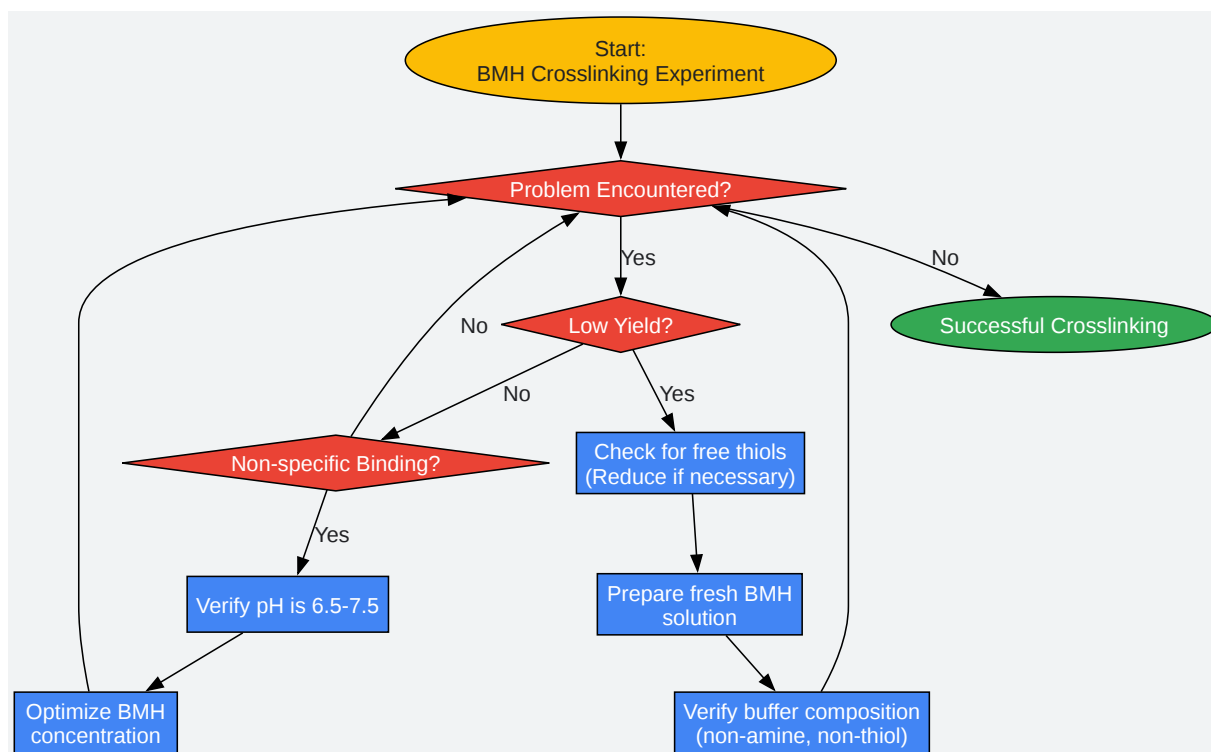 Start:
BMH Crosslinking Experiment
Problem Encountered?
Yes
No
Low Yield?
Successful Crosslinking
No
No
Yes
Non-specific Binding?
Check for free thiols
(Reduce if necessary)
Yes
Verify pH is 6.5-7.5
Prepare fresh BMH
solution
Optimize BMH
concentration
Verify buffer composition
(non-amine, non-thiol)